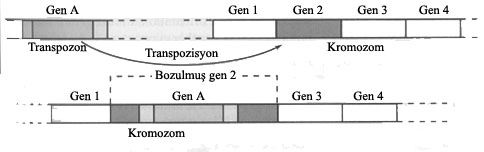 Gen A Gen 1 Gen 2 Gen 3 Gen 4
Transpozon Transpozisyon Kromozom
Bozulmuş gen 2
Gen 1 Gen A Gen 3 Gen 4
Kromozom